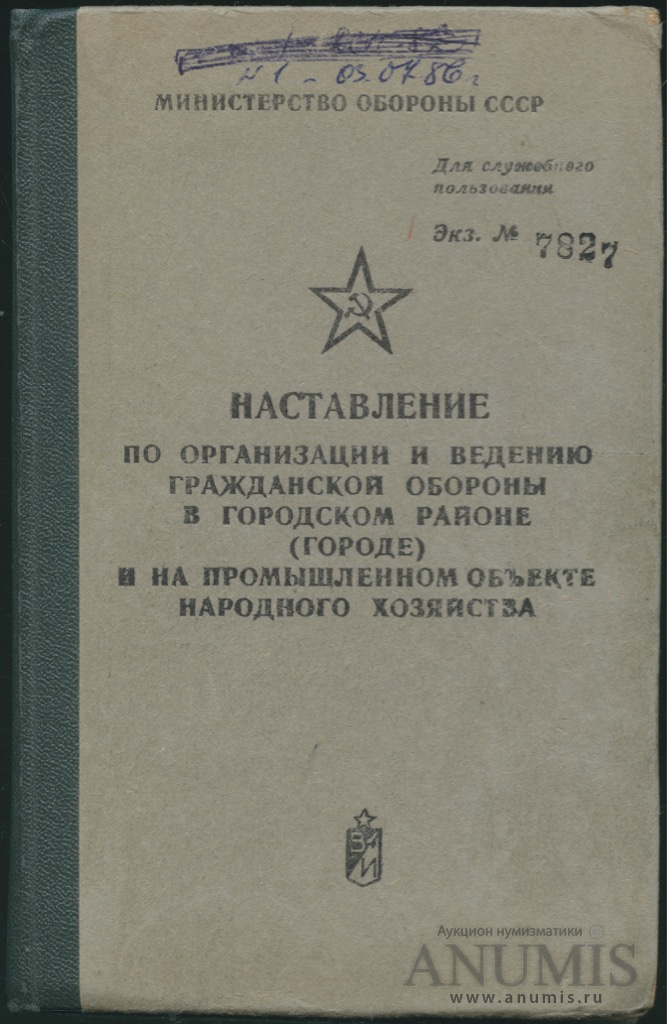 №1 - 03.07.86г
МИНИСТЕРСТВО ОБОРОНЫ СССР
Для служебного
пользования
Экз. № 7827
НАСТАВЛЕНИЕ
ПО ОРГАНИЗАЦИИ И ВЕДЕНИЮ
ГРАЖДАНСКОЙ ОБОРОНЫ
В ГОРОДСКОМ РАЙОНЕ
(ГОРОДЕ)
И НА ПРОМЫШЛЕННОМ ОБЪЕКТЕ
НАРОДНОГО ХОЗЯЙСТВА
ВИ
Аукцион нумизматики
ANUMIS
www.anumis.ru